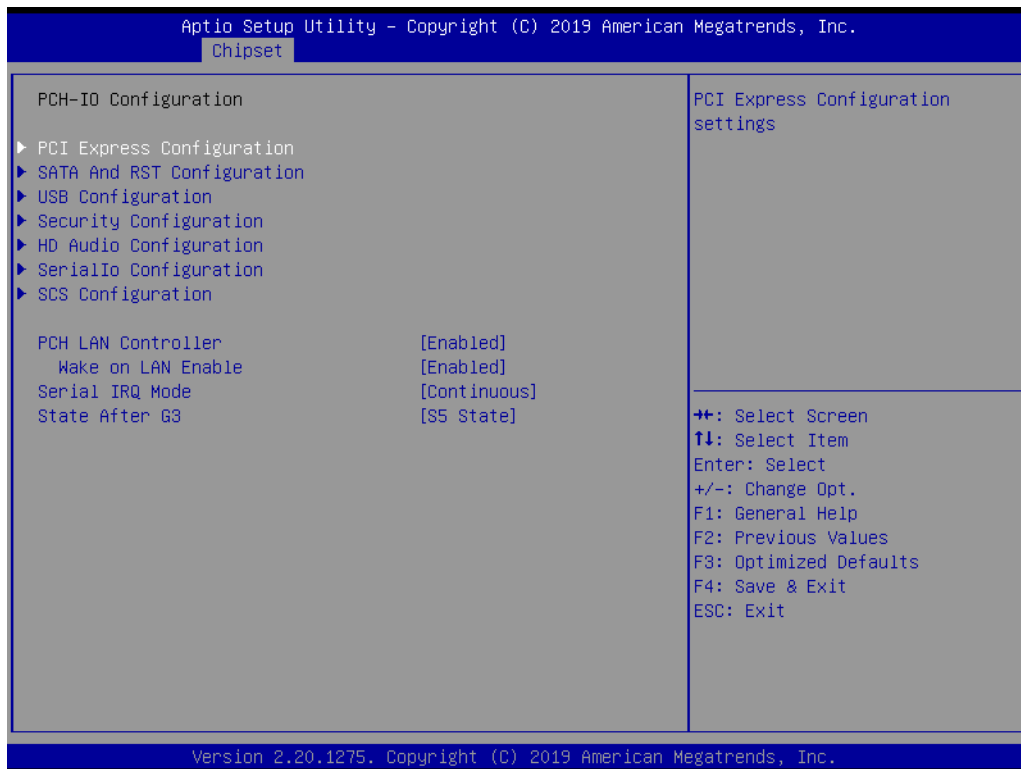 Aptio Setup Utility – Copyright (C) 2019 American Megatrends, Inc.
Chipset
PCH-IO Configuration
▶ PCI Express Configuration
▶ SATA And RST Configuration
▶ USB Configuration
▶ Security Configuration
▶ HD Audio Configuration
▶ SerialIo Configuration
▶ SCS Configuration
PCH LAN Controller [Enabled]
Wake on LAN Enable [Enabled]
Serial IRQ Mode [Continuous]
State After G3 [S5 State]
PCI Express Configuration
settings
→←: Select Screen
↑↓: Select Item
Enter: Select
+/-: Change Opt.
F1: General Help
F2: Previous Values
F3: Optimized Defaults
F4: Save & Exit
ESC: Exit
Version 2.20.1275. Copyright (C) 2019 American Megatrends, Inc.